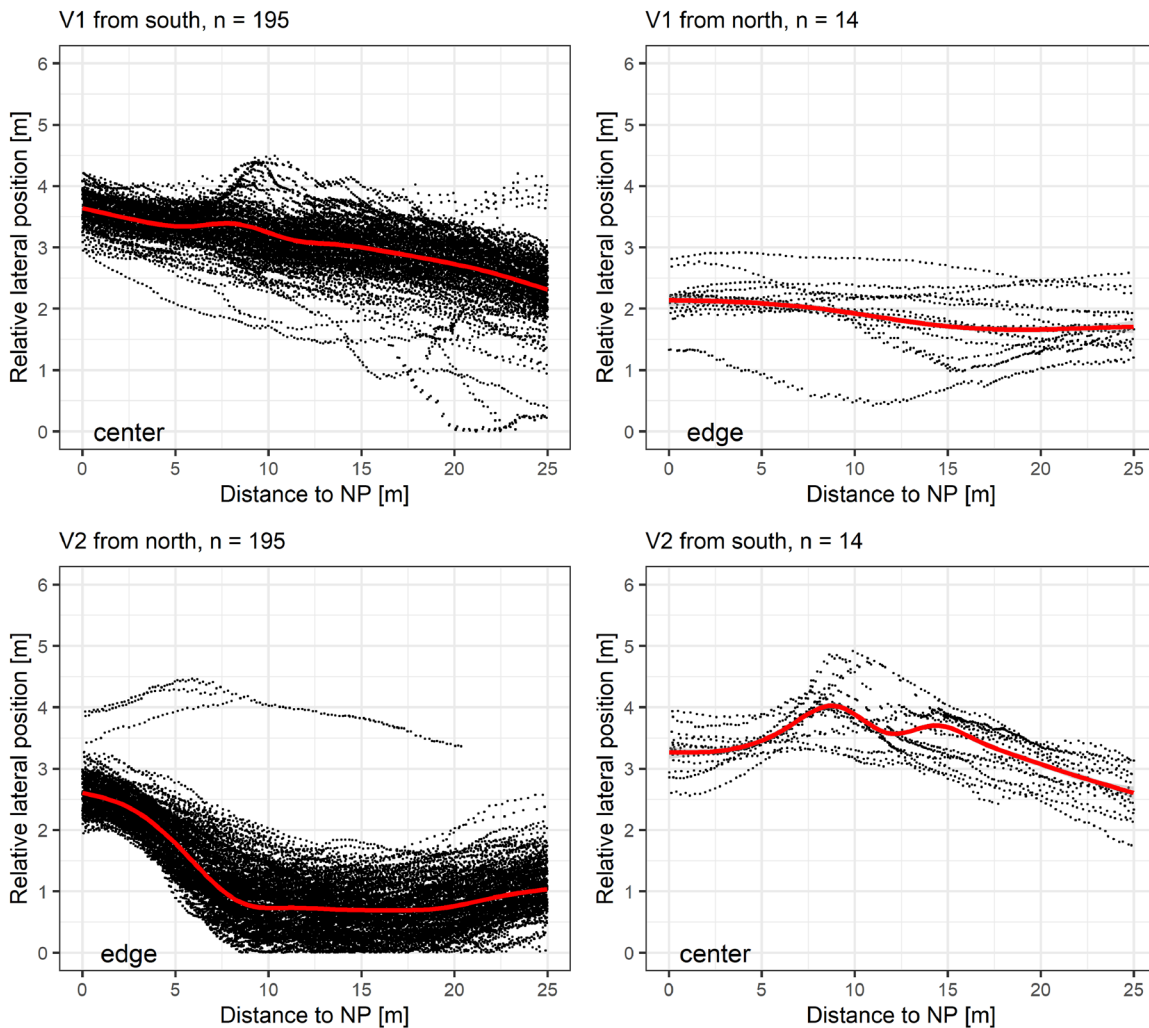 V1 from south, n = 195
Relative lateral position [m]
6
5
4
3
2
1
0
center
0 5 10 15 20 25
Distance to NP [m]
V1 from north, n = 14
Relative lateral position [m]
6
5
4
3
2
1
0
edge
0 5 10 15 20 25
Distance to NP [m]
V2 from north, n = 195
Relative lateral position [m]
6
5
4
3
2
1
0
edge
0 5 10 15 20 25
Distance to NP [m]
V2 from south, n = 14
Relative lateral position [m]
6
5
4
3
2
1
0
center
0 5 10 15 20 25
Distance to NP [m]